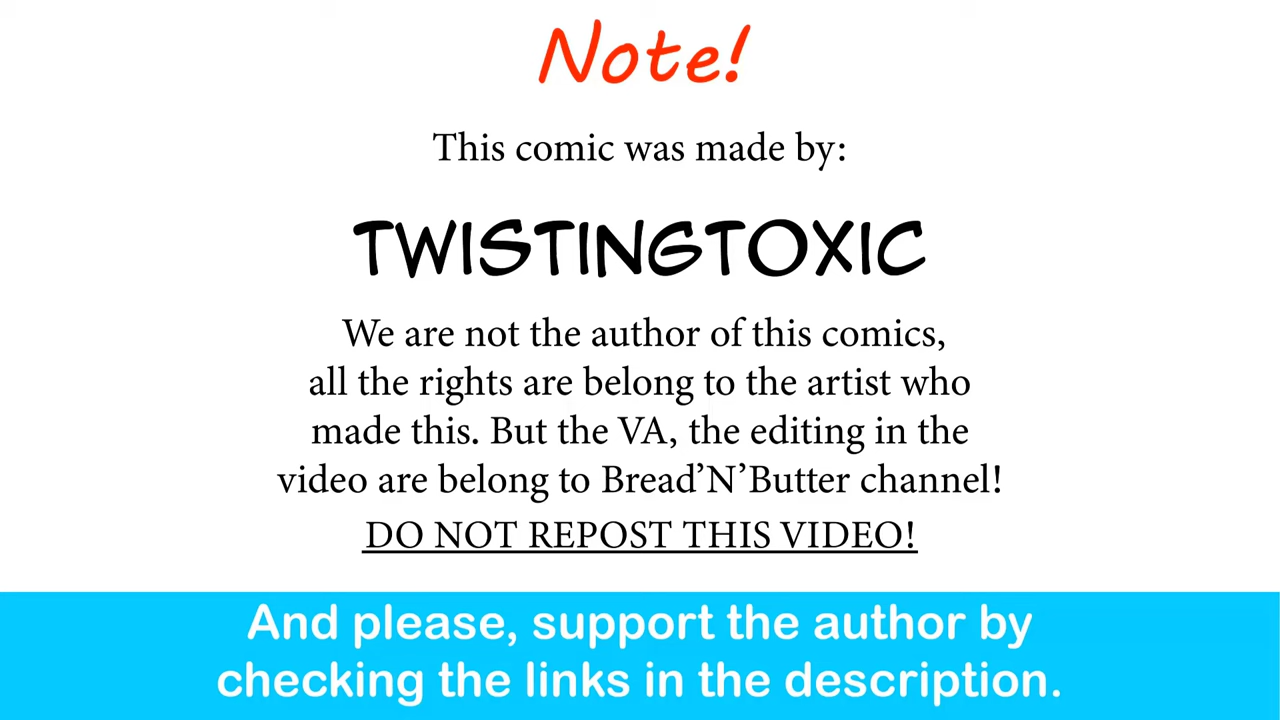 Note!
This comic was made by:
TWISTINGTOXIC
We are not the author of this comics,
all the rights are belong to the artist who
made this. But the VA, the editing in the
video are belong to Bread’N’Butter channel!
DO NOT REPOST THIS VIDEO!
And please, support the author by
checking the links in the description.